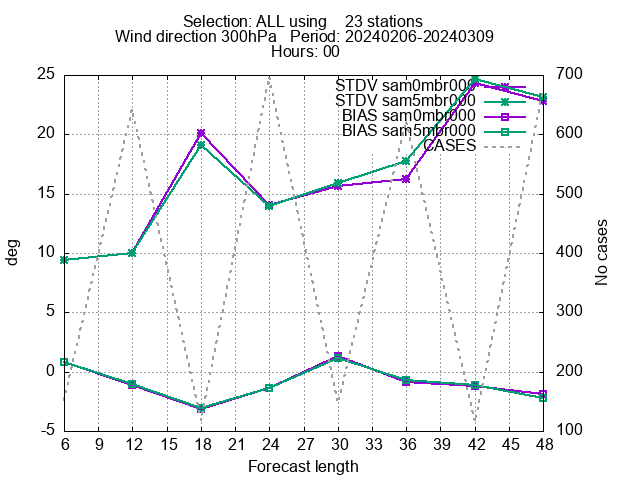 Selection: ALL using 23 stations
Wind direction 300hPa Period: 20240206-20240309
Hours: 00
25
20
15
10
5
0
-5
deg
700
600
500
400
300
200
100
No cases
STDV sam0mbr000
STDV sam5mbr000
BIAS sam0mbr000
BIAS sam5mbr000
CASES
6 9 12 15 18 21 24 27 30 33 36 39 42 45 48
Forecast length